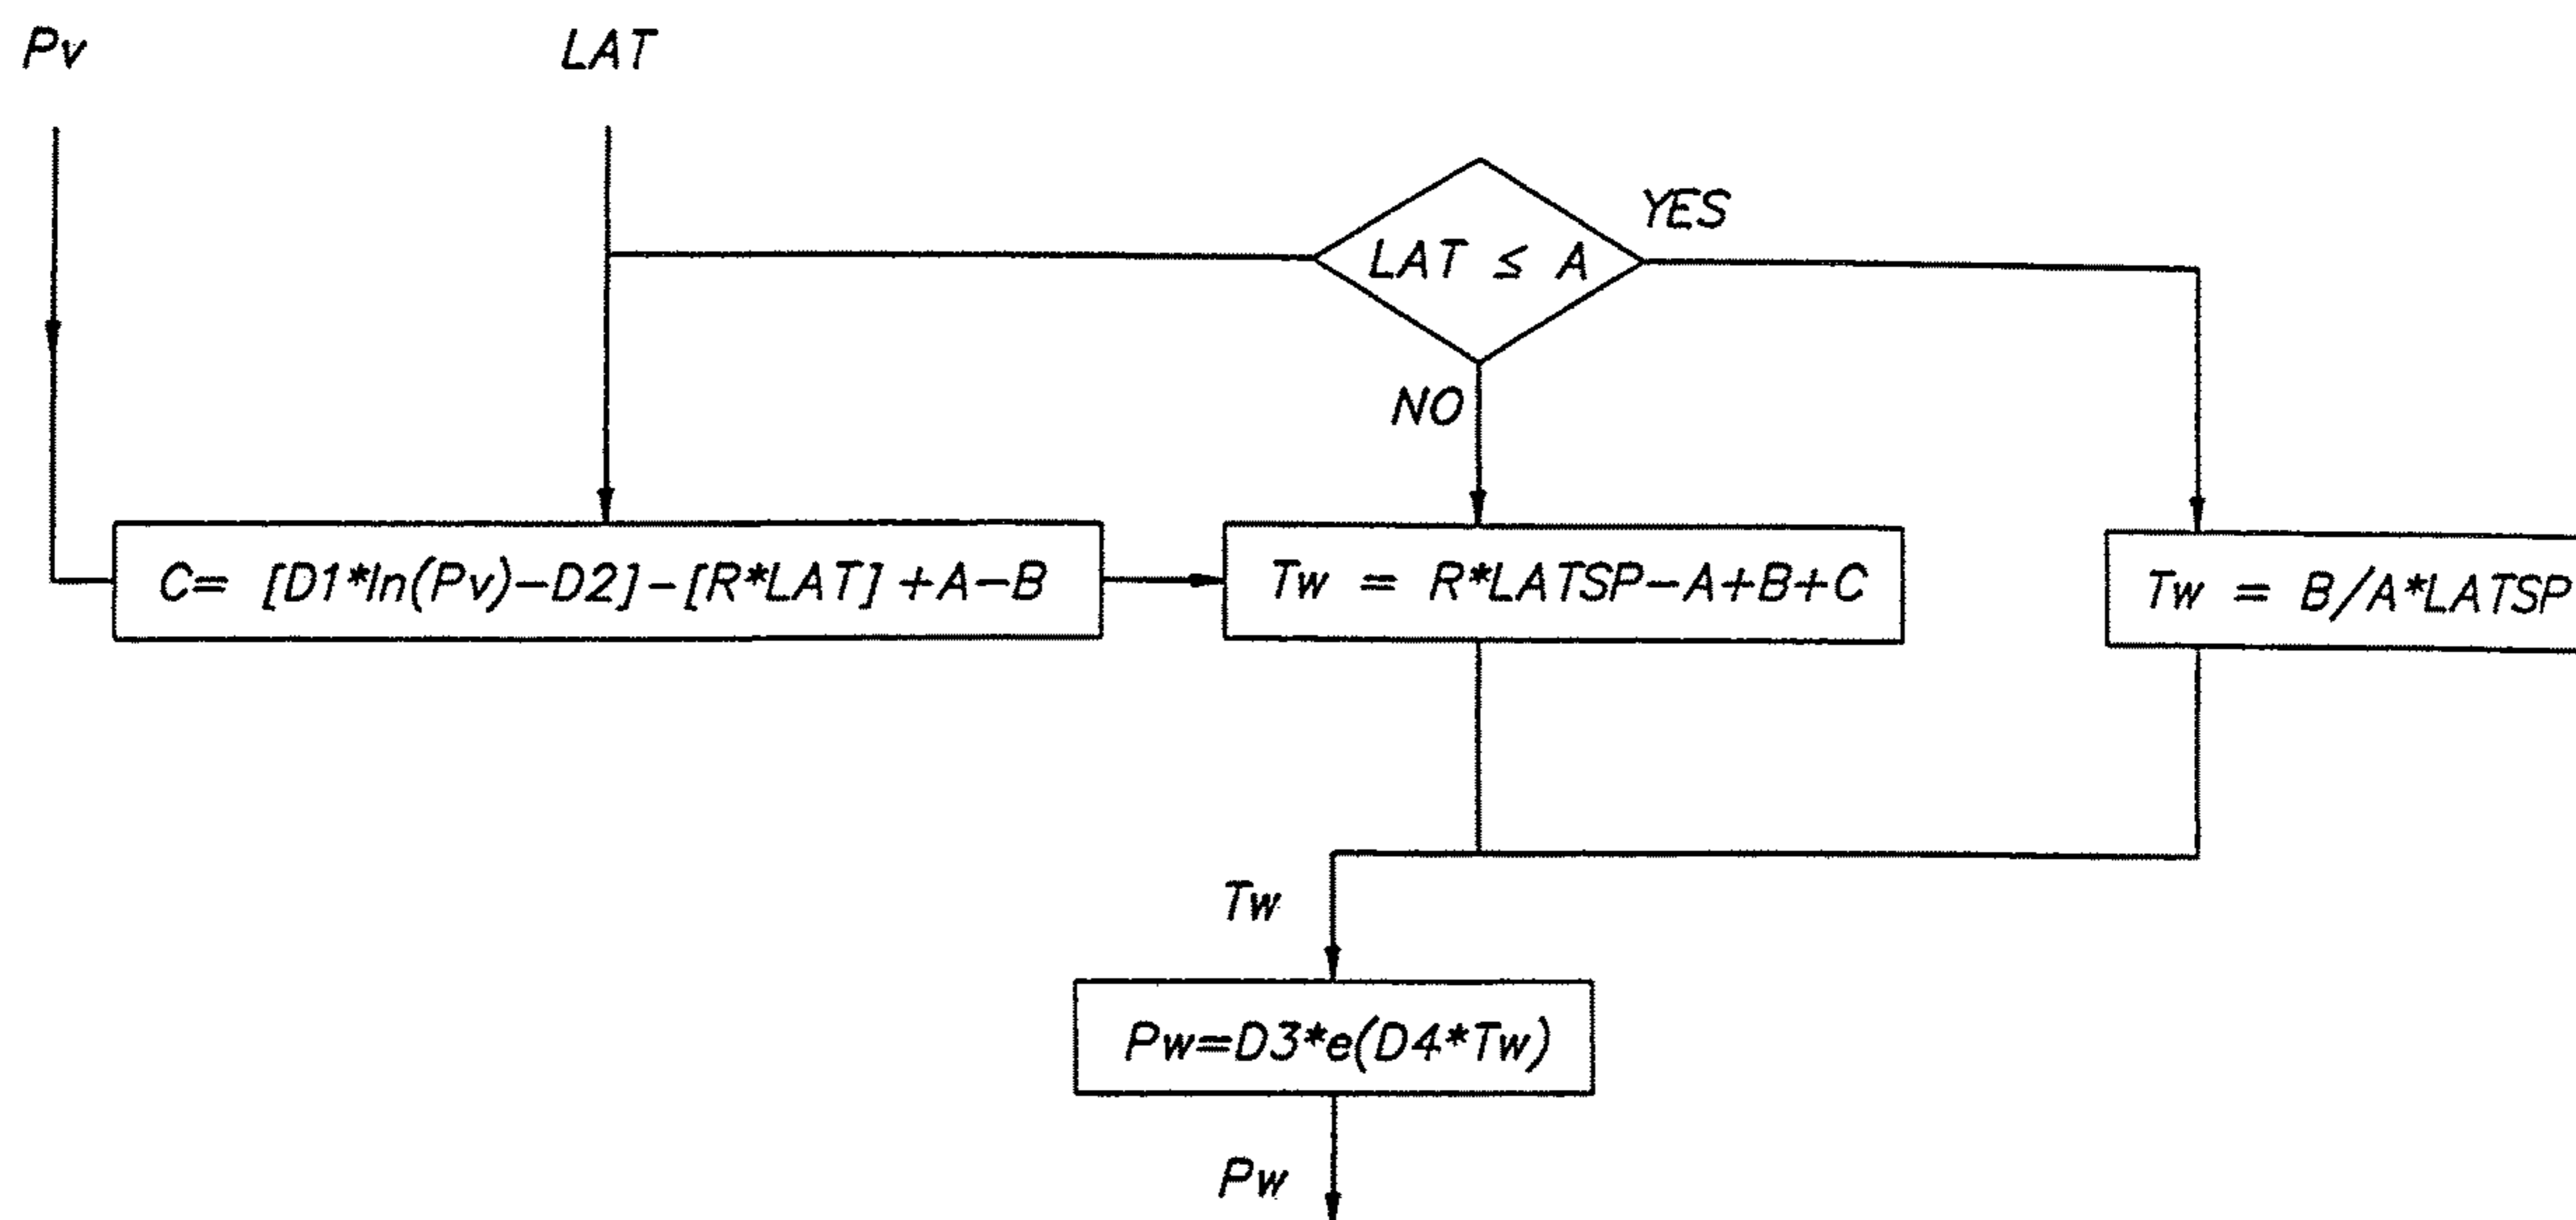 Pv
LAT
YES
LAT ≤ A
NO
C= [D1*ln(Pv)-D2]-[R*LAT]+A-B
Tw = R*LATSP-A+B+C
Tw = B/A*LATSP
Tw
Pw=D3*e(D4*Tw)
Pw